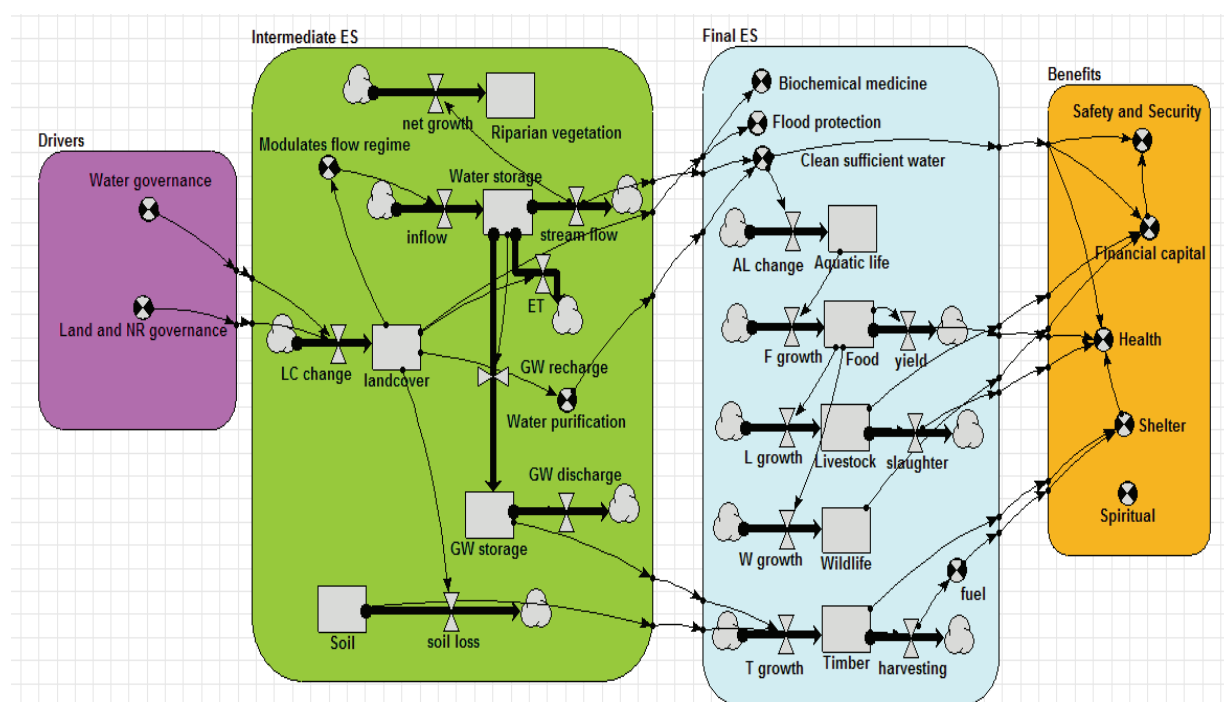 Drivers
Water governance
Land and NR governance
Intermediate ES
net growth
Riparian vegetation
Modulates flow regime
Water storage
inflow
stream flow
ET
LC change
landcover
GW recharge
Water purification
GW discharge
GW storage
Soil
soil loss
Final ES
Biochemical medicine
Flood protection
Clean sufficient water
AL change
Aquatic life
F growth
Food
yield
L growth
Livestock
slaughter
W growth
Wildlife
fuel
T growth
Timber
harvesting
Benefits
Safety and Security
Financial capital
Health
Shelter
Spiritual